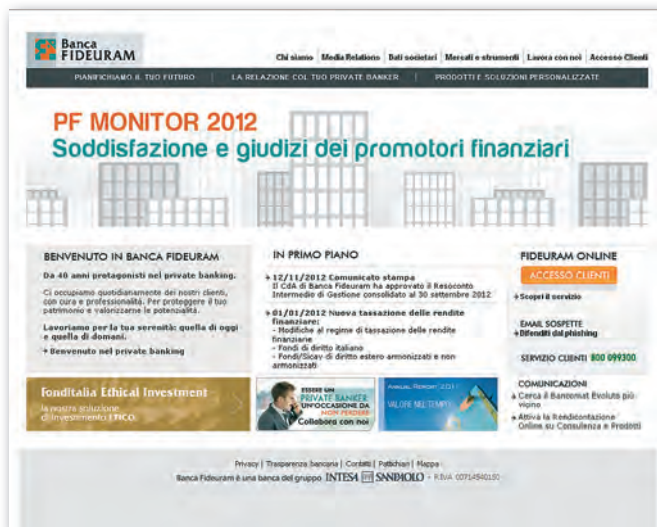 Banca
FIDEURAM
Chi siamo | Media Relations | Dati societari | Mercati e strumenti | Lavora con noi | Accesso Clienti
PIANIFICHIAMO IL TUO FUTURO | LA RELAZIONE COL TUO PRIVATE BANKER | PRODOTTI E SOLUZIONI PERSONALIZZATE
PF MONITOR 2012
Soddisfazione e giudizi dei promotori finanziari
BENVENUTO IN BANCA FIDEURAM
Da 40 anni protagonisti nel private banking.
Ci occupiamo quotidianamente dei nostri clienti,
con cura e professionalità. Per proteggere il tuo
patrimonio e valorizzarne le potenzialità.
Lavoriamo per la tua serenità: quella di oggi
e quella di domani.
Benvenuto nel private banking
IN PRIMO PIANO
12/11/2012 Comunicato stampa
Il CdA di Banca Fideuram ha approvato il Resoconto
Intermedio di Gestione consolidato al 30 settembre 2012
01/01/2012 Nuova tassazione delle rendite
finanziarie:
- Modifiche al regime di tassazione delle rendite
finanziarie
- Fondi di diritto italiano
- Fondi/Sicav di diritto estero armonizzati e non
armonizzati
FIDEURAM ONLINE
ACCESSO CLIENTI
Scopri il servizio
EMAIL SOSPETTE
Difenditi dal phishing
SERVIZIO CLIENTI 800 099300
COMUNICAZIONI
Cerca il Bancomat Evoluto più
vicino
Attiva la Rendicontazione
Online su Consulenza e Prodotti
Fonditalia Ethical Investment
la nostra soluzione
di investimento ETICO.
ESSERE UN
PRIVATE BANKER:
UN'OCCASIONE DA
NON PERDERE
Collabora con noi
ANNUAL REPORT 2011
VALORE NEL TEMPO
Privacy | Trasparenza bancaria | Contatti | Pattichiari | Mappa
Banca Fideuram è una banca del gruppo INTESA SANPAOLO - P.IVA 00714540150